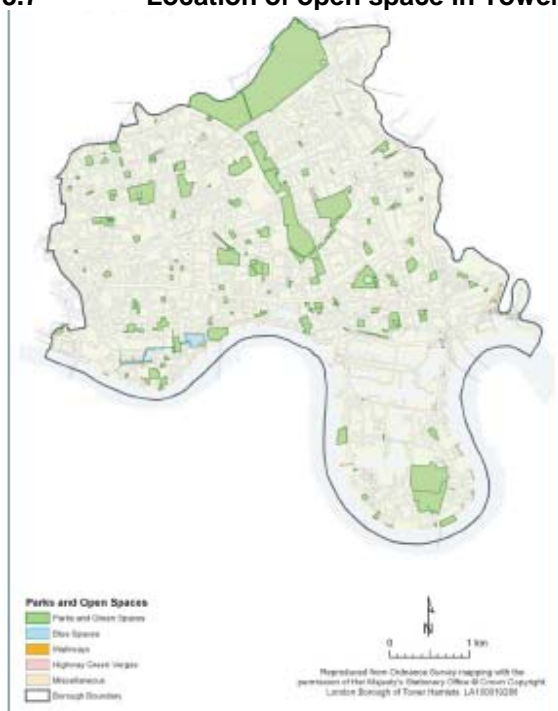 Location of open space in Tower
Parks and Open Spaces
Parks and Green Spaces
Blue Spaces
Walkways
Highway Green Verges
Miscellaneous
Borough Boundary
N
0 1 km
Reproduced from Ordnance Survey mapping with the
permission of Her Majesty's Stationery Office © Crown Copyright
London Borough of Tower Hamlets